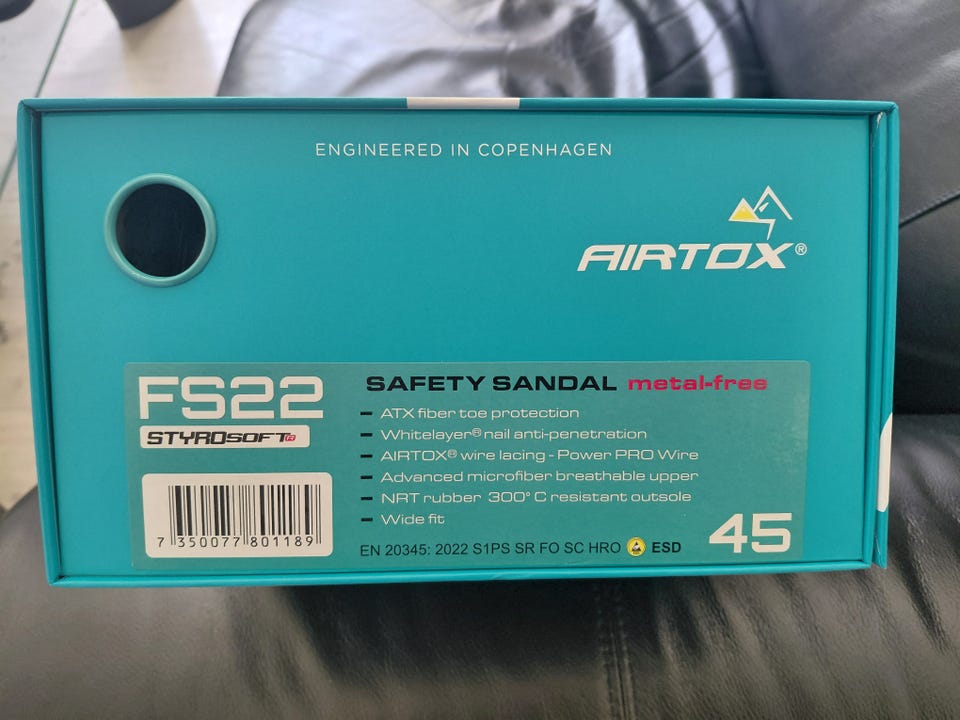 ENGINEERED IN COPENHAGEN
AIRTOX®
FS22
STYROSOFT
SAFETY SANDAL metal-free
– ATX fiber toe protection
– Whitelayer® nail anti-penetration
– AIRTOX® wire lacing - Power PRO Wire
– Advanced microfiber breathable upper
– NRT rubber 300° C resistant outsole
– Wide fit
7 350077 801189
EN 20345: 2022 S1PS SR FO SC HRO ESD
45